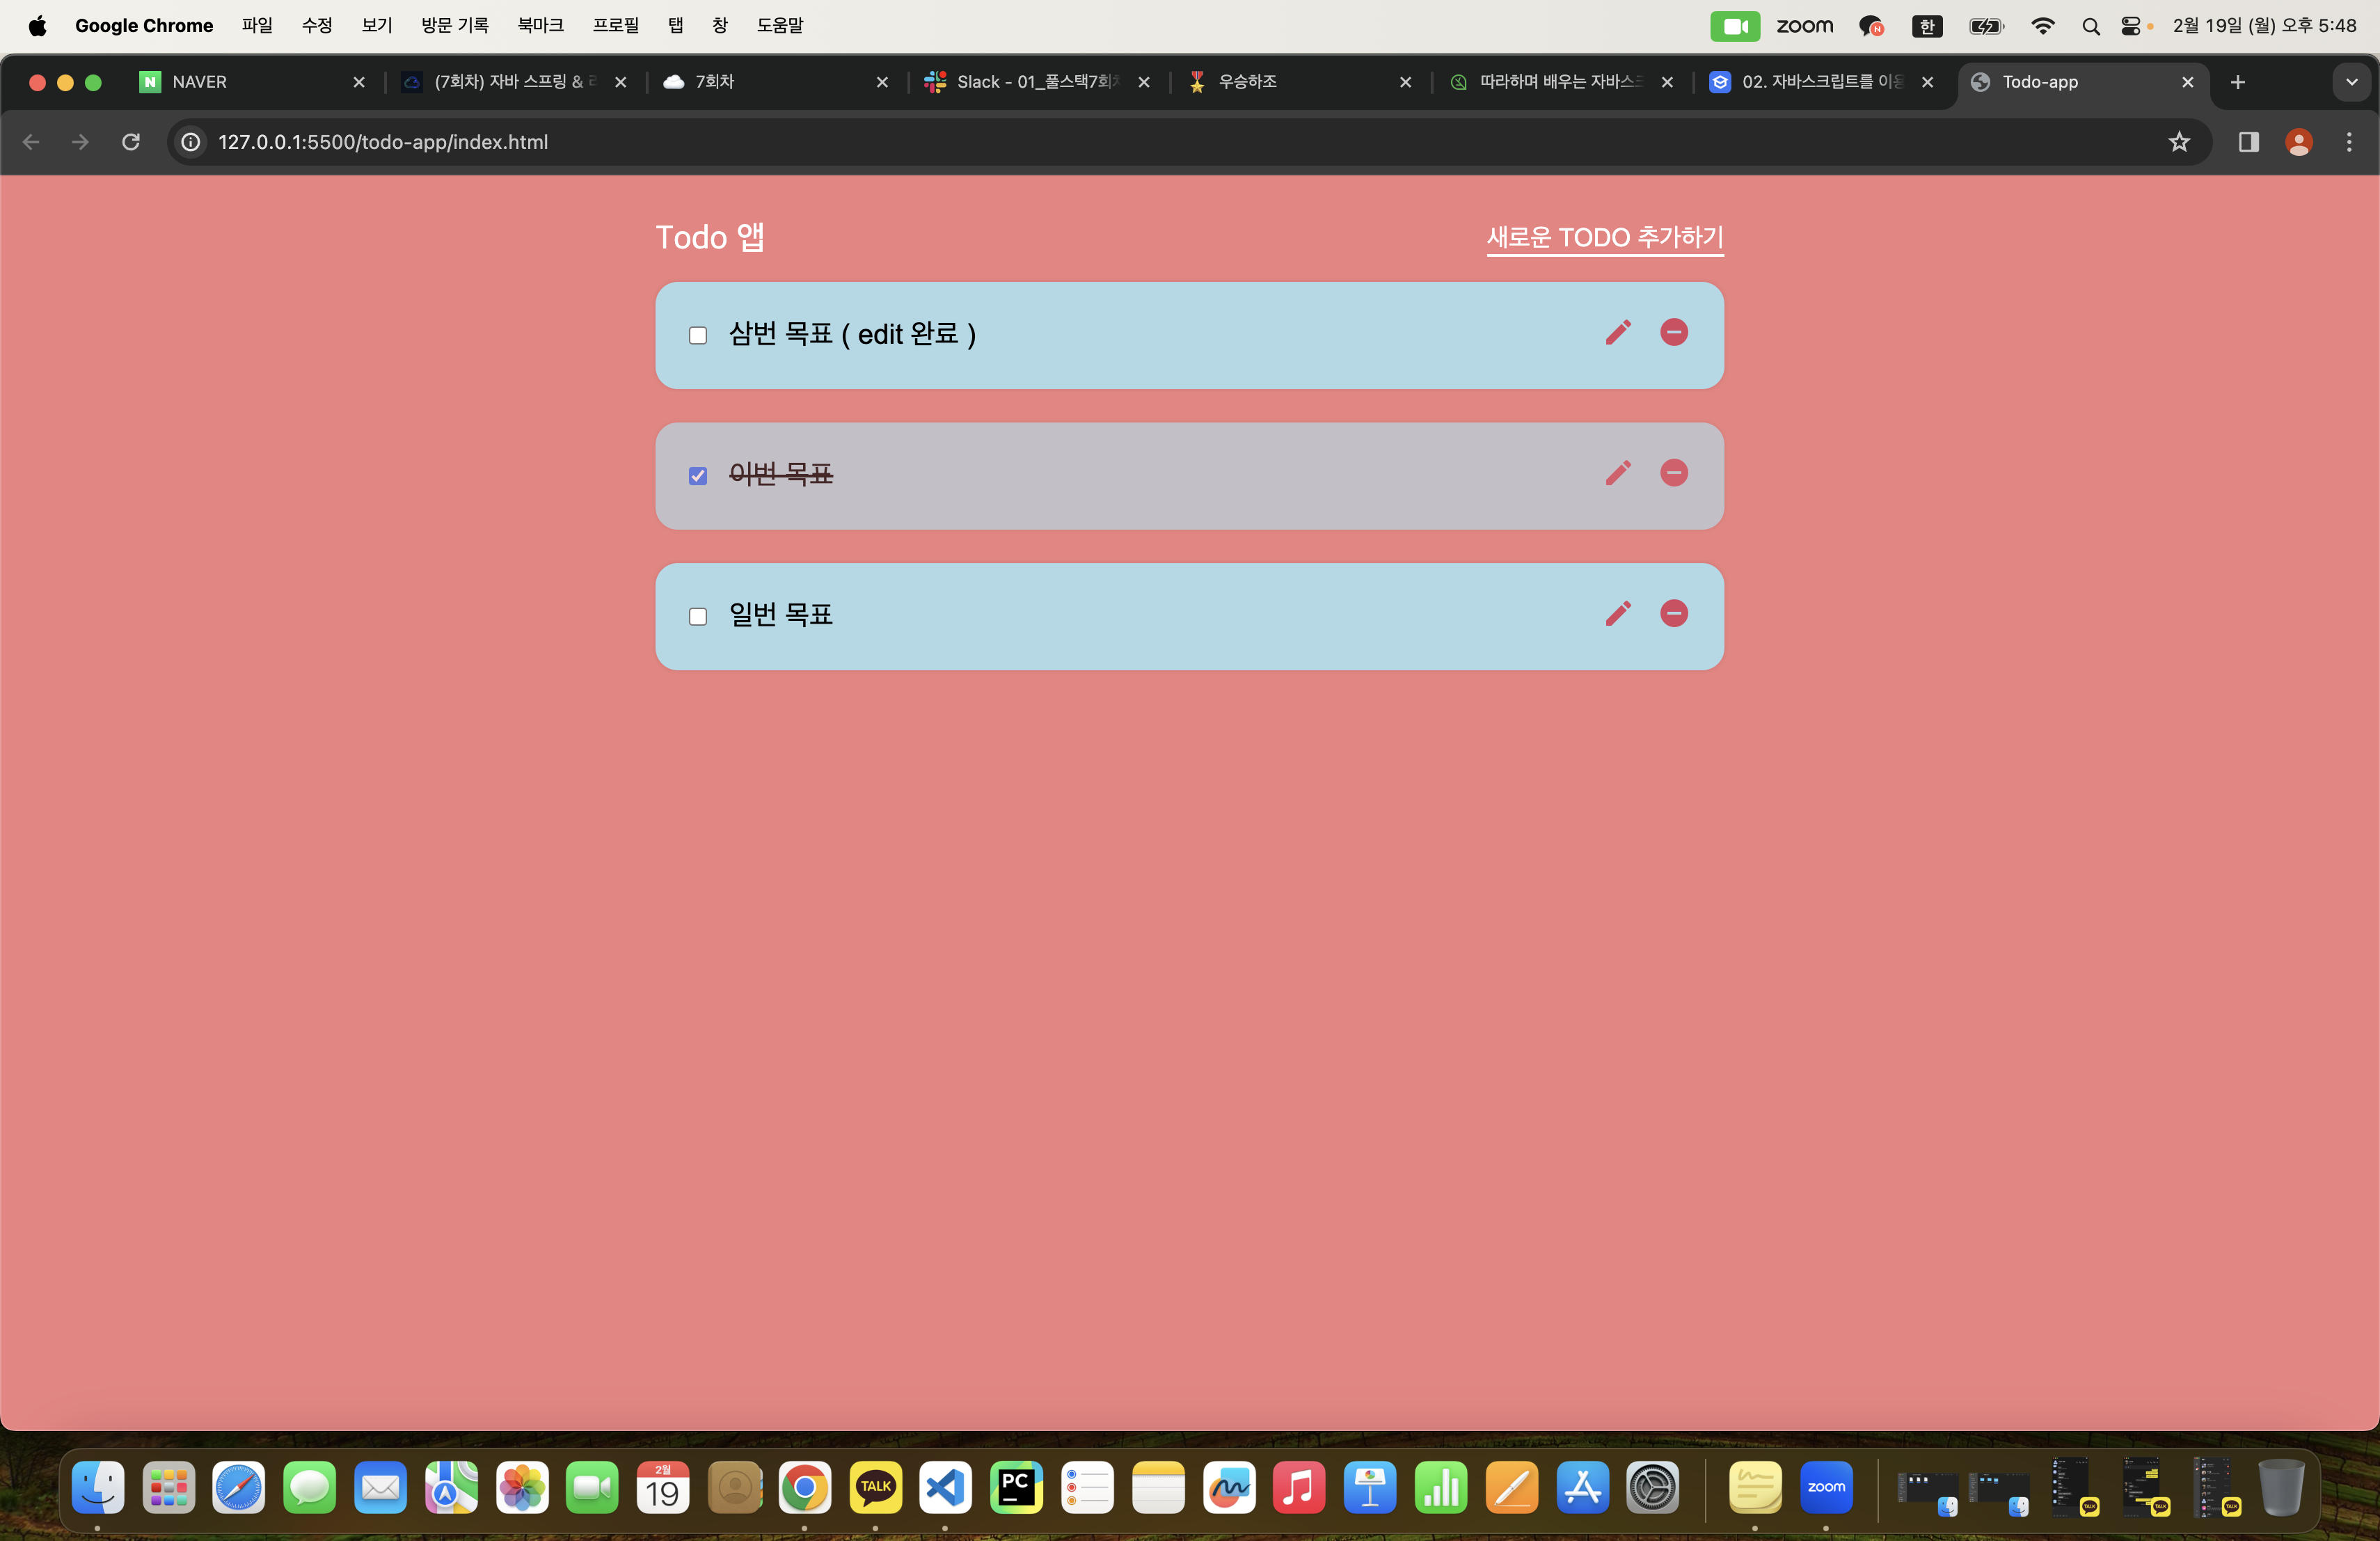 Google Chrome 파일 수정 보기 방문 기록 북마크 프로필 탭 창 도움말 zoom 한 2월 19일 (월) 오후 5:48
NAVER (7회차) 자바 스프링 & 7회차 Slack - 01_풀스택7회차 우승하조 따라하며 배우는 자바스 02. 자바스크립트를 이용 Todo-app
127.0.0.1:5500/todo-app/index.html
Todo 앱 새로운 TODO 추가하기
삼번 목표 ( edit 완료 )
이번 목표
일번 목표
2월
19 TALK PC zoom